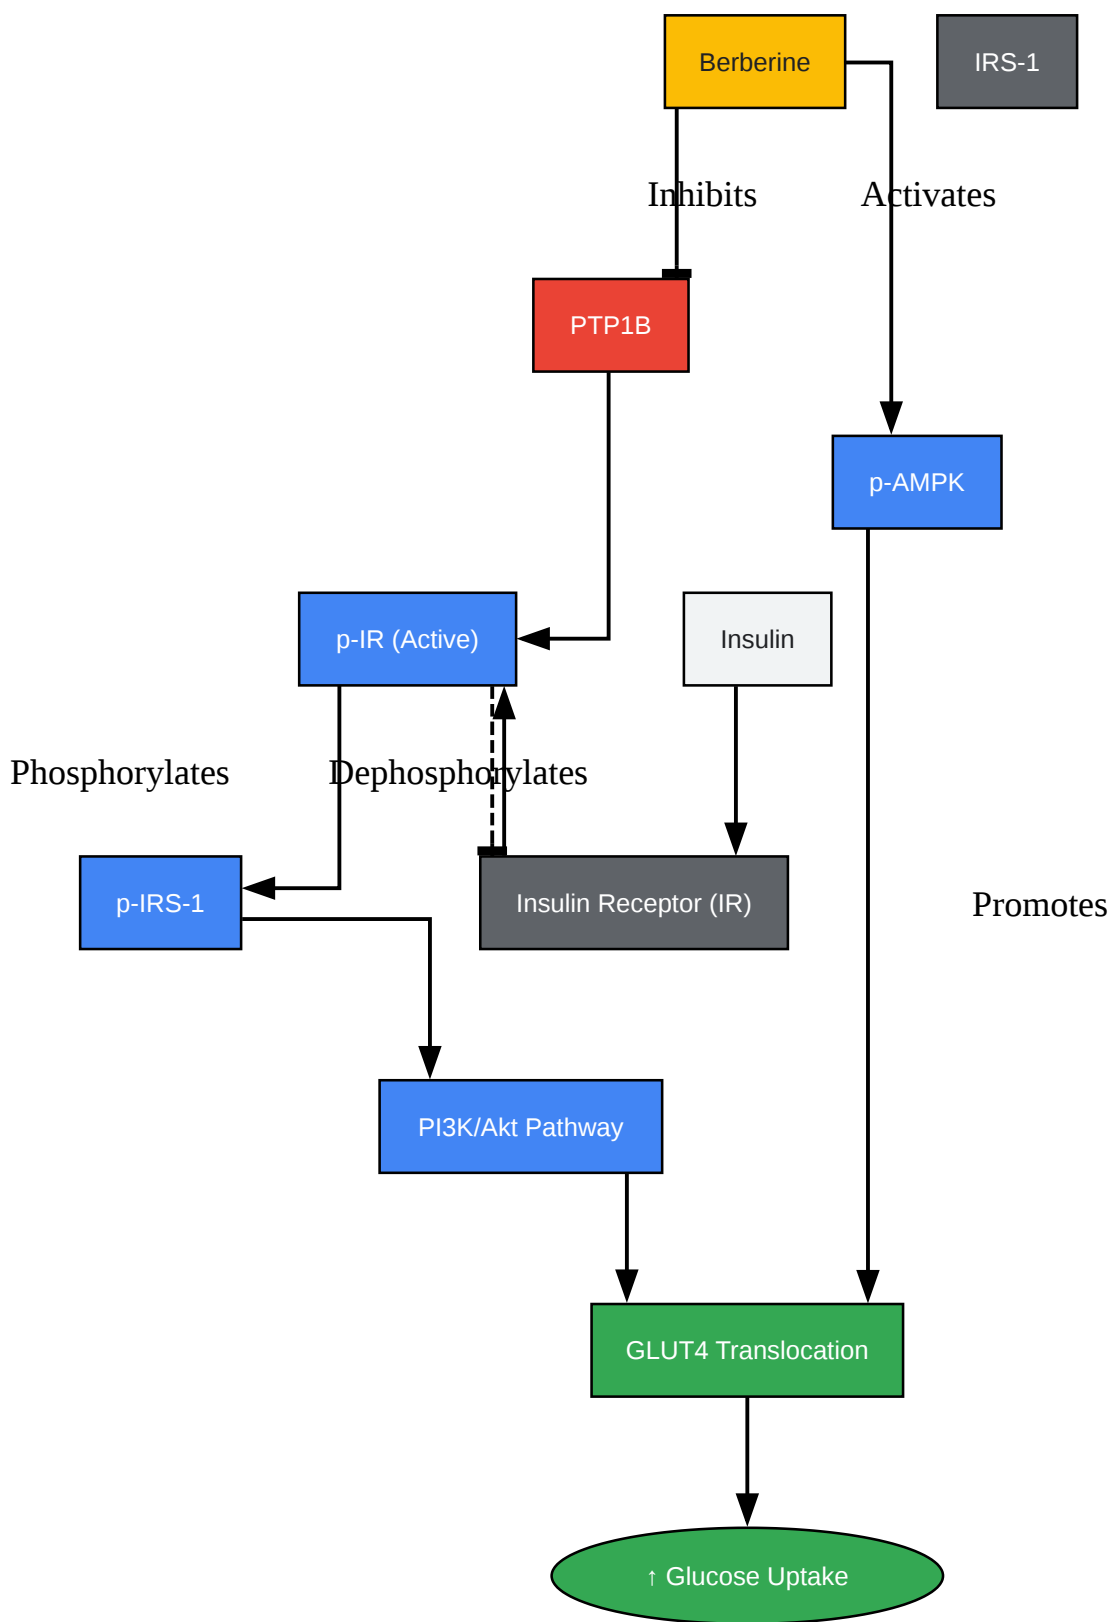 Berberine
IRS-1
Inhibits
Activates
PTP1B
p-AMPK
p-IR (Active)
Insulin
Phosphorylates
Dephosphorylates
p-IRS-1
Insulin Receptor (IR)
Promotes
PI3K/Akt Pathway
GLUT4 Translocation
↑ Glucose Uptake